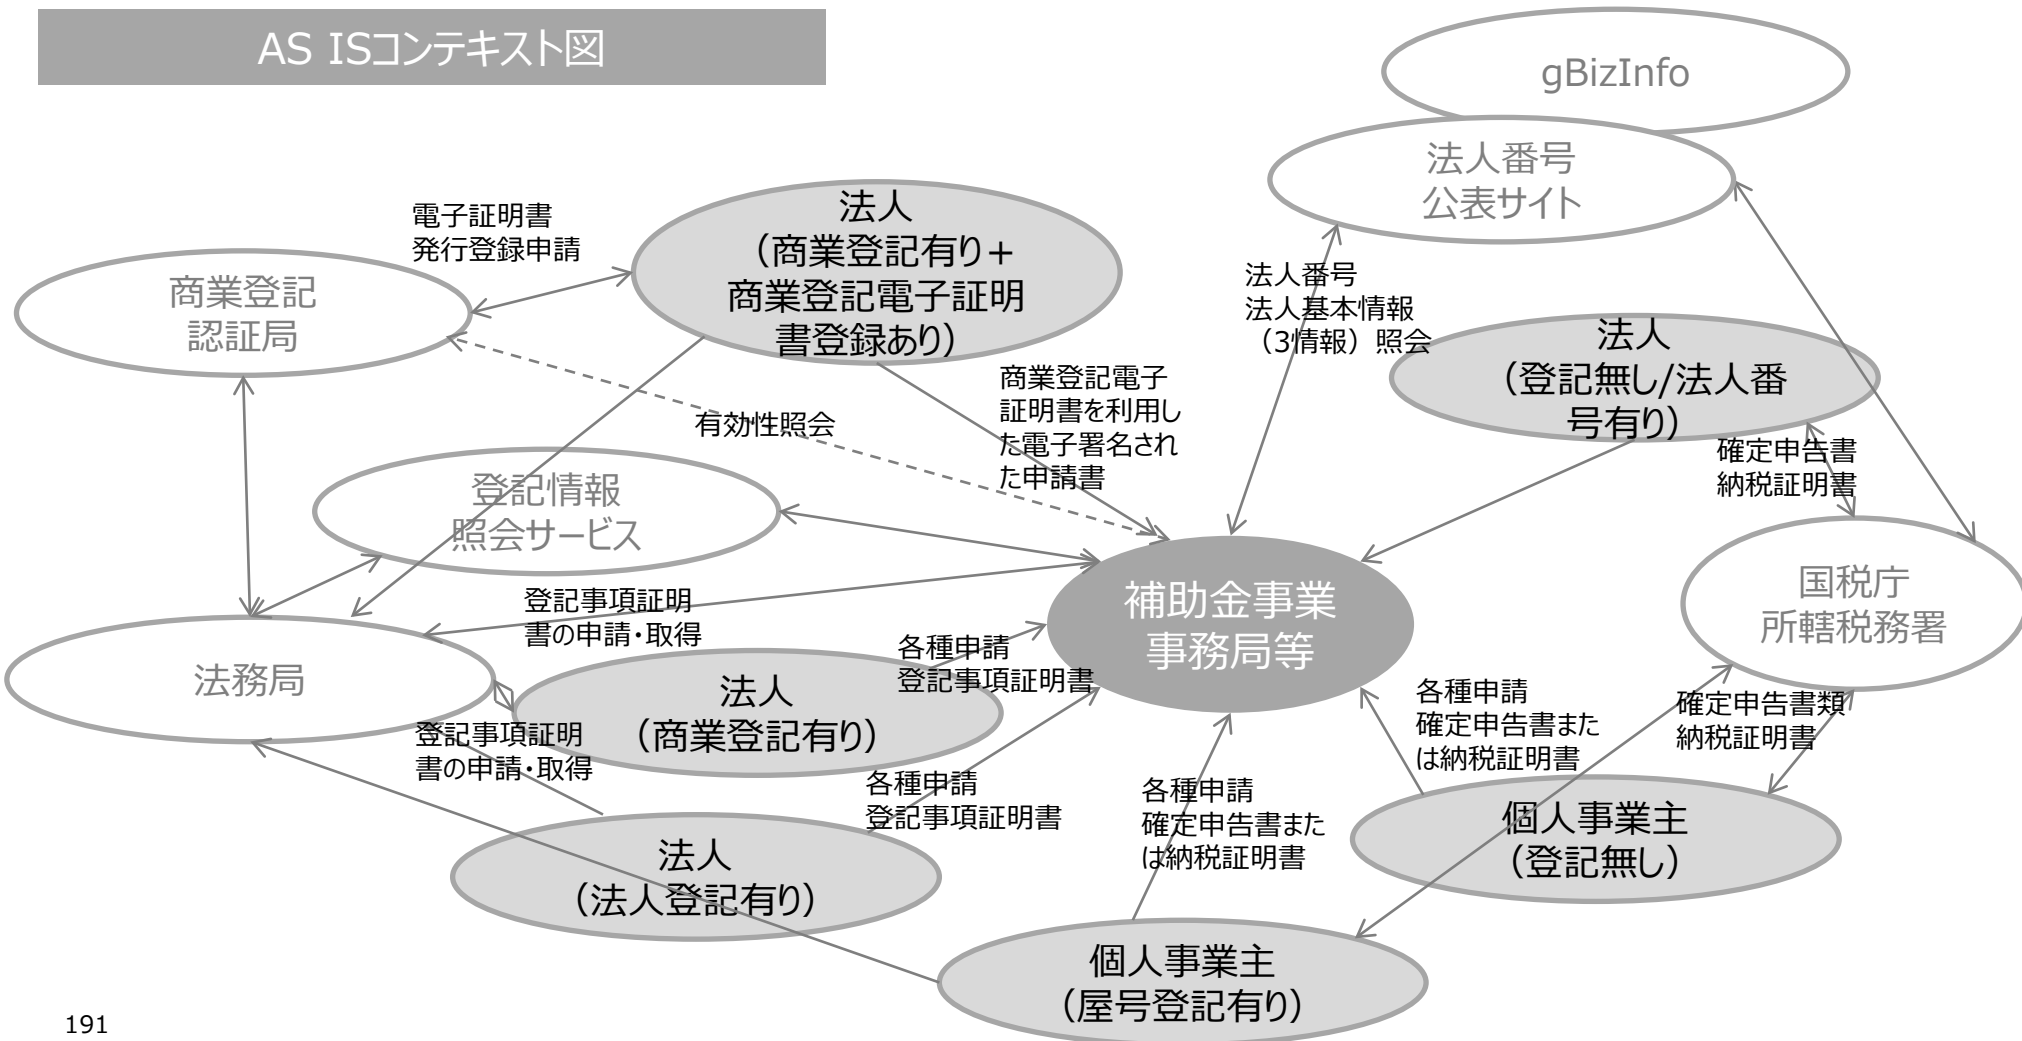 AS ISコンテキスト図
gBizInfo
法人番号
公表サイト
電子証明書
発行登録申請
法人
（商業登記有り＋
商業登記電子証明
書登録あり）
商業登記
認証局
法人番号
法人基本情報
（3情報）照会
法人
（登記無し/法人番
号有り）
商業登記電子
証明書を利用し
た電子署名され
た申請書
有効性照会
確定申告書
納税証明書
登記情報
照会サービス
国税庁
所轄税務署
補助金事業
事務局等
登記事項証明
書の申請・取得
各種申請
登記事項証明書
法務局
法人
（商業登記有り）
各種申請
確定申告書また
は納税証明書
確定申告書類
納税証明書
登記事項証明
書の申請・取得
各種申請
登記事項証明書
各種申請
確定申告書また
は納税証明書
個人事業主
（登記無し）
法人
（法人登記有り）
個人事業主
（屋号登記有り）
191